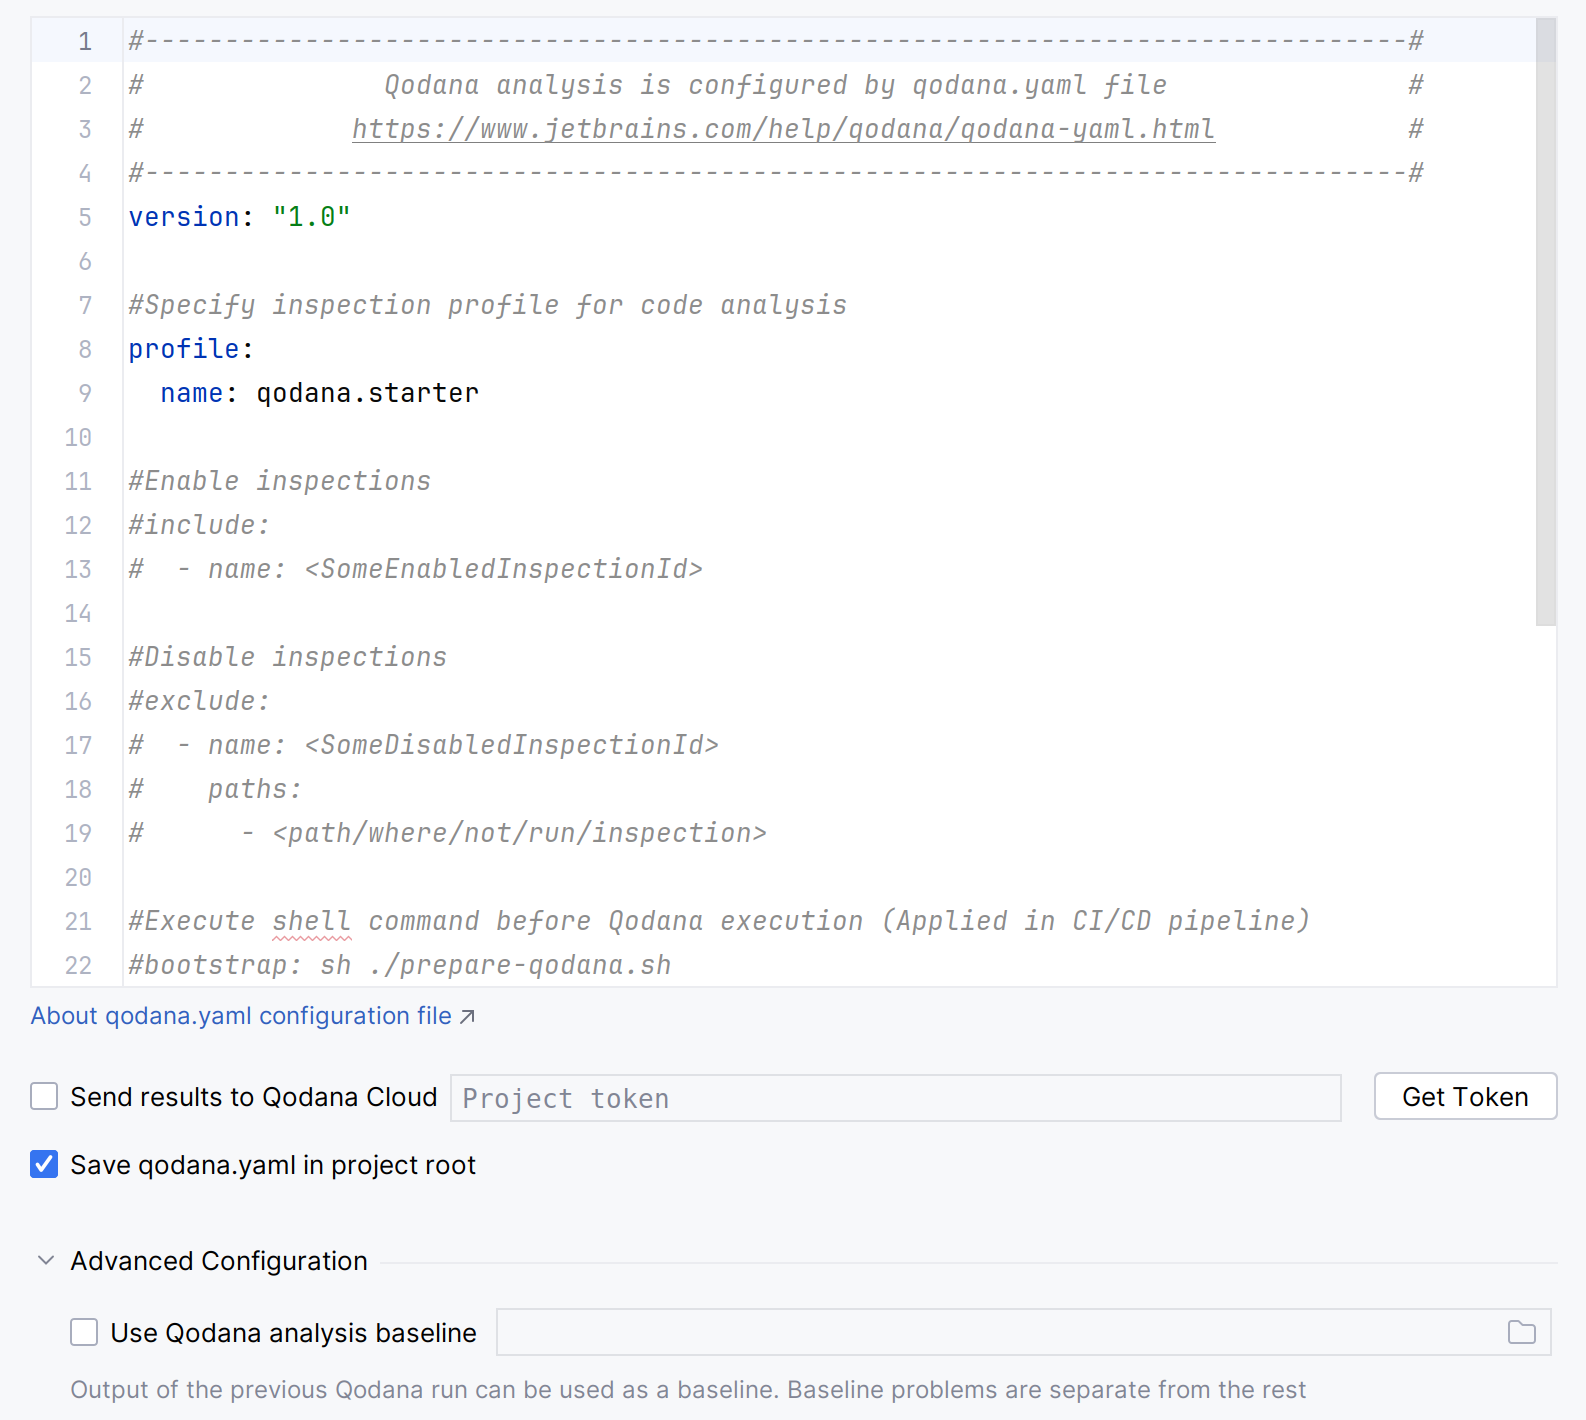 1 #-------------------------------------------------------------------------------#
2 #               Qodana analysis is configured by qodana.yaml file               #
3 #             https://www.jetbrains.com/help/qodana/qodana-yaml.html            #
4 #-------------------------------------------------------------------------------#
5 version: "1.0"
6
7 #Specify inspection profile for code analysis
8 profile:
9   name: qodana.starter
10
11 #Enable inspections
12 #include:
13 #  - name: <SomeEnabledInspectionId>
14
15 #Disable inspections
16 #exclude:
17 #  - name: <SomeDisabledInspectionId>
18 #    paths:
19 #      - <path/where/not/run/inspection>
20
21 #Execute shell command before Qodana execution (Applied in CI/CD pipeline)
22 #bootstrap: sh ./prepare-qodana.sh
About qodana.yaml configuration file ↗
Send results to Qodana Cloud Project token Get Token
Save qodana.yaml in project root
Advanced Configuration
Use Qodana analysis baseline
Output of the previous Qodana run can be used as a baseline. Baseline problems are separate from the rest